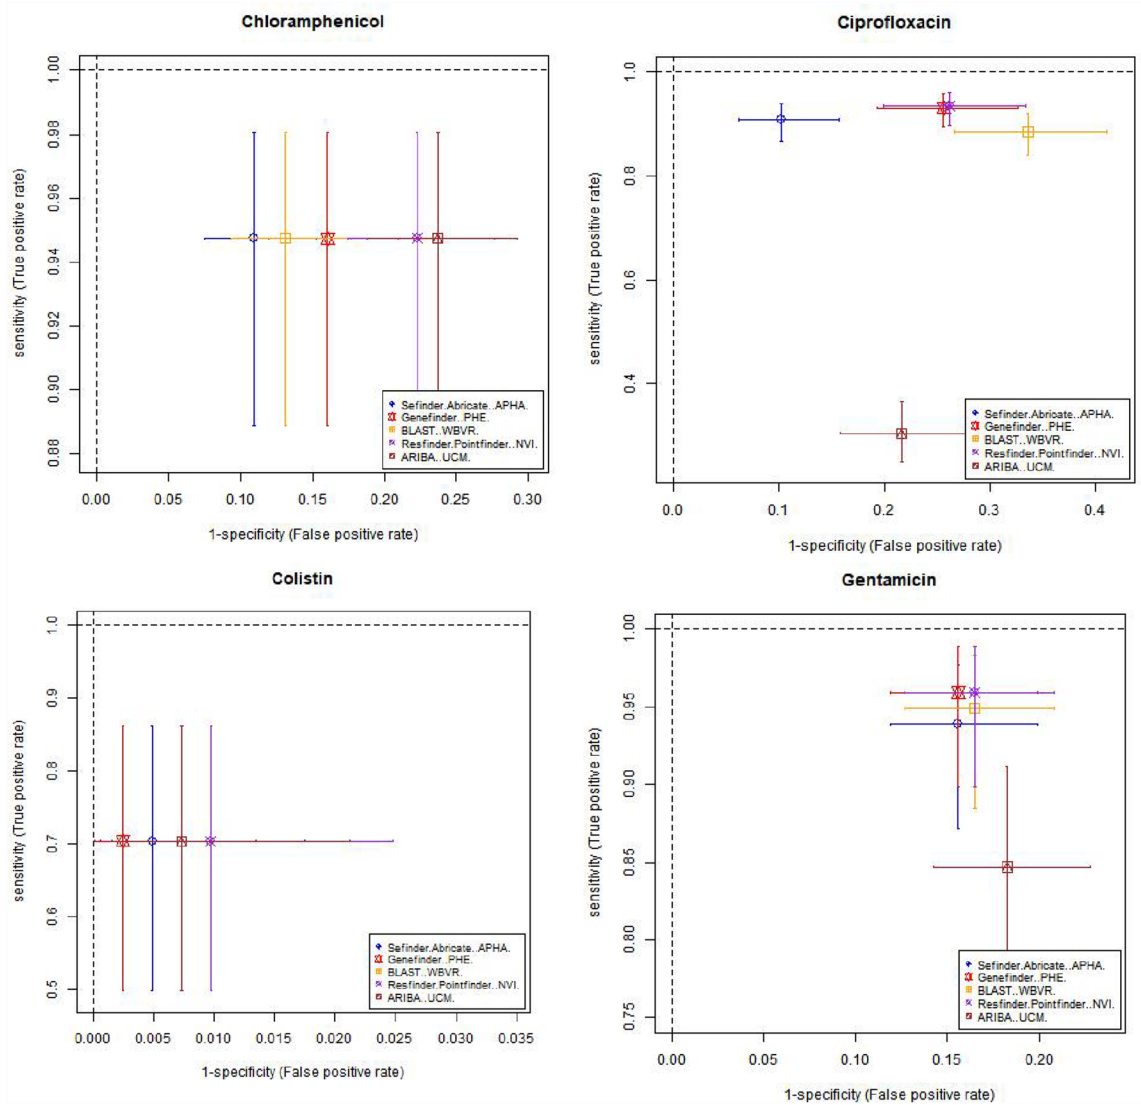 Chloramphenicol
sensitivity (True positive rate)
1.00
0.98
0.96
0.94
0.92
0.90
0.88
Sefinder.Abricate..APHA.
Genefinder..PHE.
BLAST..WBVR.
Resfinder.Pointfinder..NVI.
ARIBA..UCM.
0.00 0.05 0.10 0.15 0.20 0.25 0.30
1-specificity (False positive rate)
Ciprofloxacin
sensitivity (True positive rate)
1.0
0.8
0.6
0.4
Sefinder.Abricate..APHA.
Genefinder..PHE.
BLAST..WBVR.
Resfinder.Pointfinder..NVI.
ARIBA..UCM.
0.0 0.1 0.2 0.3 0.4
1-specificity (False positive rate)
Colistin
sensitivity (True positive rate)
1.0
0.9
0.8
0.7
0.6
0.5
Sefinder.Abricate..APHA.
Genefinder..PHE.
BLAST..WBVR.
Resfinder.Pointfinder..NVI.
ARIBA..UCM.
0.000 0.005 0.010 0.015 0.020 0.025 0.030 0.035
1-specificity (False positive rate)
Gentamicin
sensitivity (True positive rate)
1.00
0.95
0.90
0.85
0.80
0.75
Sefinder.Abricate..APHA.
Genefinder..PHE.
BLAST..WBVR.
Resfinder.Pointfinder..NVI.
ARIBA..UCM.
0.00 0.05 0.10 0.15 0.20
1-specificity (False positive rate)